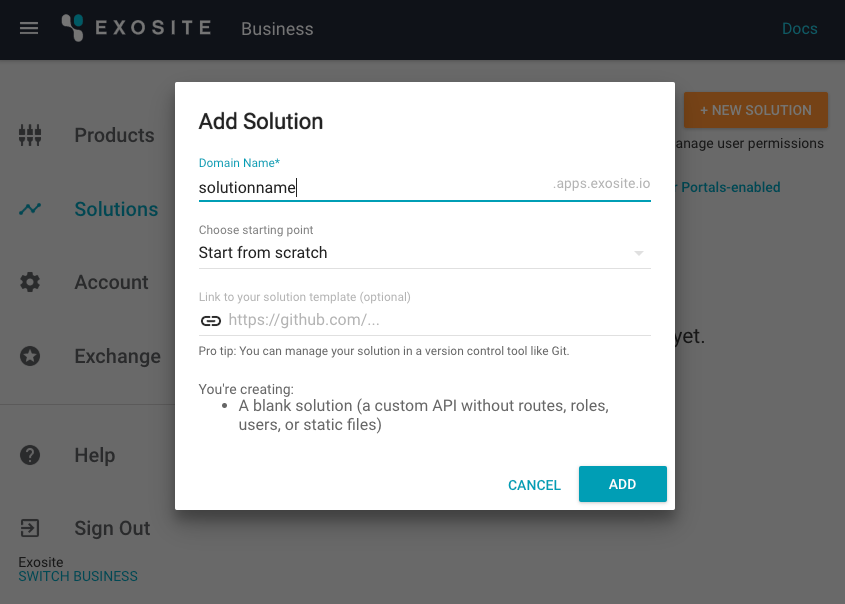 EXOSITE Business Docs
Add Solution
+ NEW SOLUTION
Domain Name*
solutionname .apps.exosite.io
Choose starting point
Start from scratch
Link to your solution template (optional)
https://github.com/...
Pro tip: You can manage your solution in a version control tool like Git.
You're creating:
• A blank solution (a custom API without routes, roles,
users, or static files)
CANCEL ADD
Products
Solutions
Account
Exchange
Help
Sign Out
Exosite
SWITCH BUSINESS
user permissions
Portals-enabled
yet.